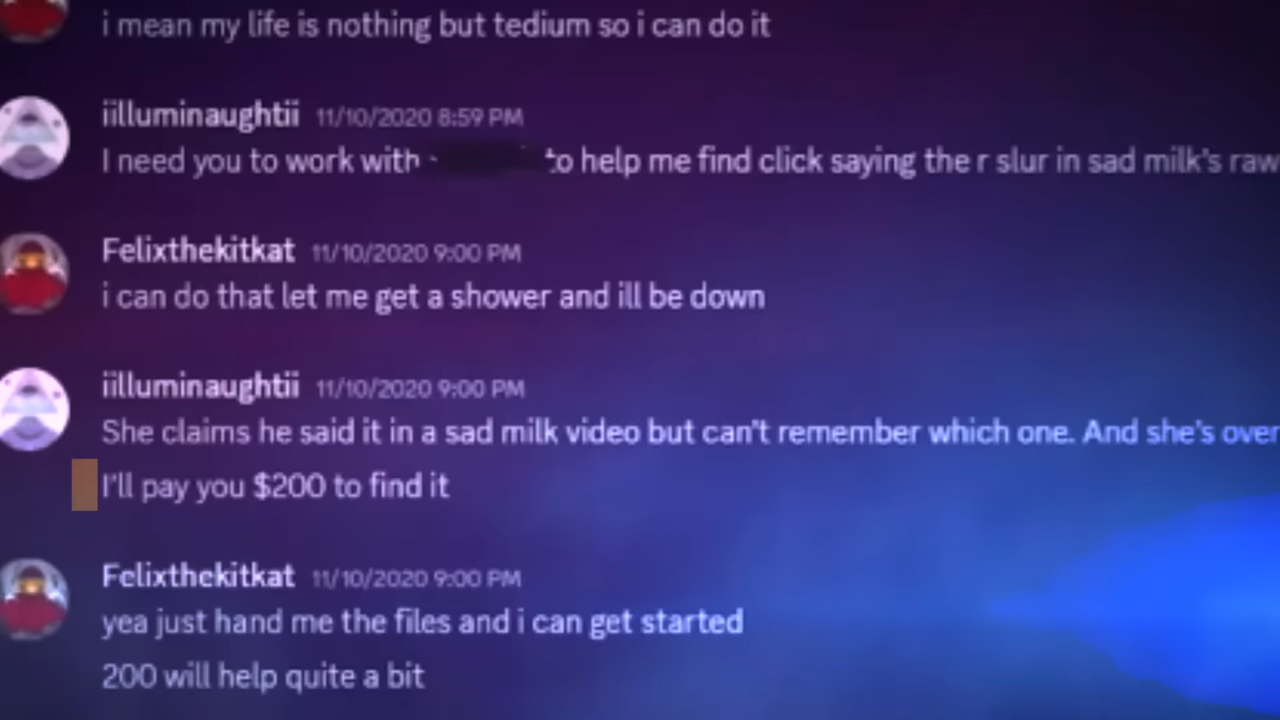 i mean my life is nothing but tedium so i can do it
iilluminaughtii 11/10/2020 8:59 PM
I need you to work with to help me find click saying the r slur in sad milk's raw
Felixthekitkat 11/10/2020 9:00 PM
i can do that let me get a shower and ill be down
iilluminaughtii 11/10/2020 9:00 PM
She claims he said it in a sad milk video but can't remember which one. And she's over
I'll pay you $200 to find it
Felixthekitkat 11/10/2020 9:00 PM
yea just hand me the files and i can get started
200 will help quite a bit